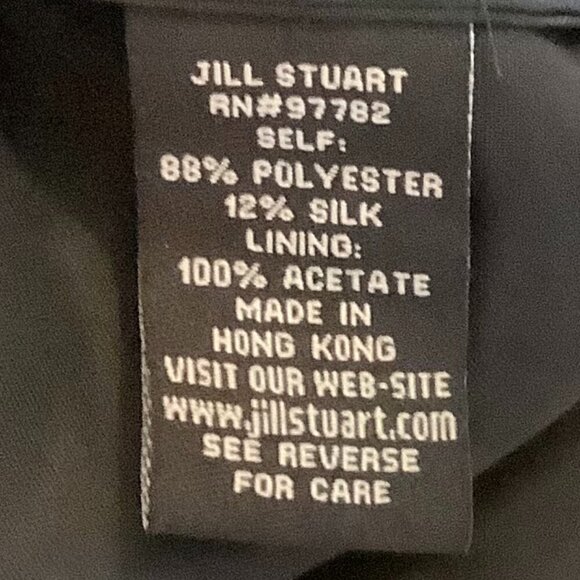 JILL STUART
RN#97782
SELF:
88% POLYESTER
12% SILK
LINING:
100% ACETATE
MADE IN
HONG KONG
VISIT OUR WEB-SITE
www.jillstuart.com
SEE REVERSE
FOR CARE